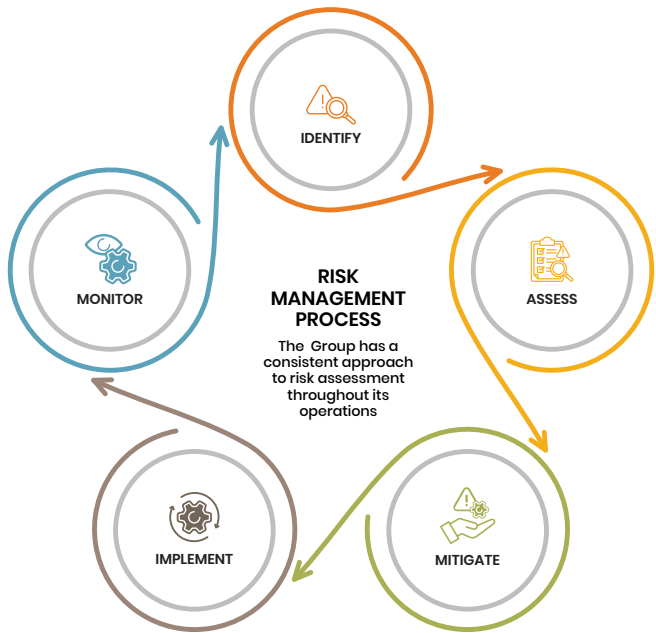 IDENTIFY
ASSESS
MITIGATE
IMPLEMENT
MONITOR
RISK
MANAGEMENT
PROCESS
The Group has a
consistent approach
to risk assessment
throughout its
operations